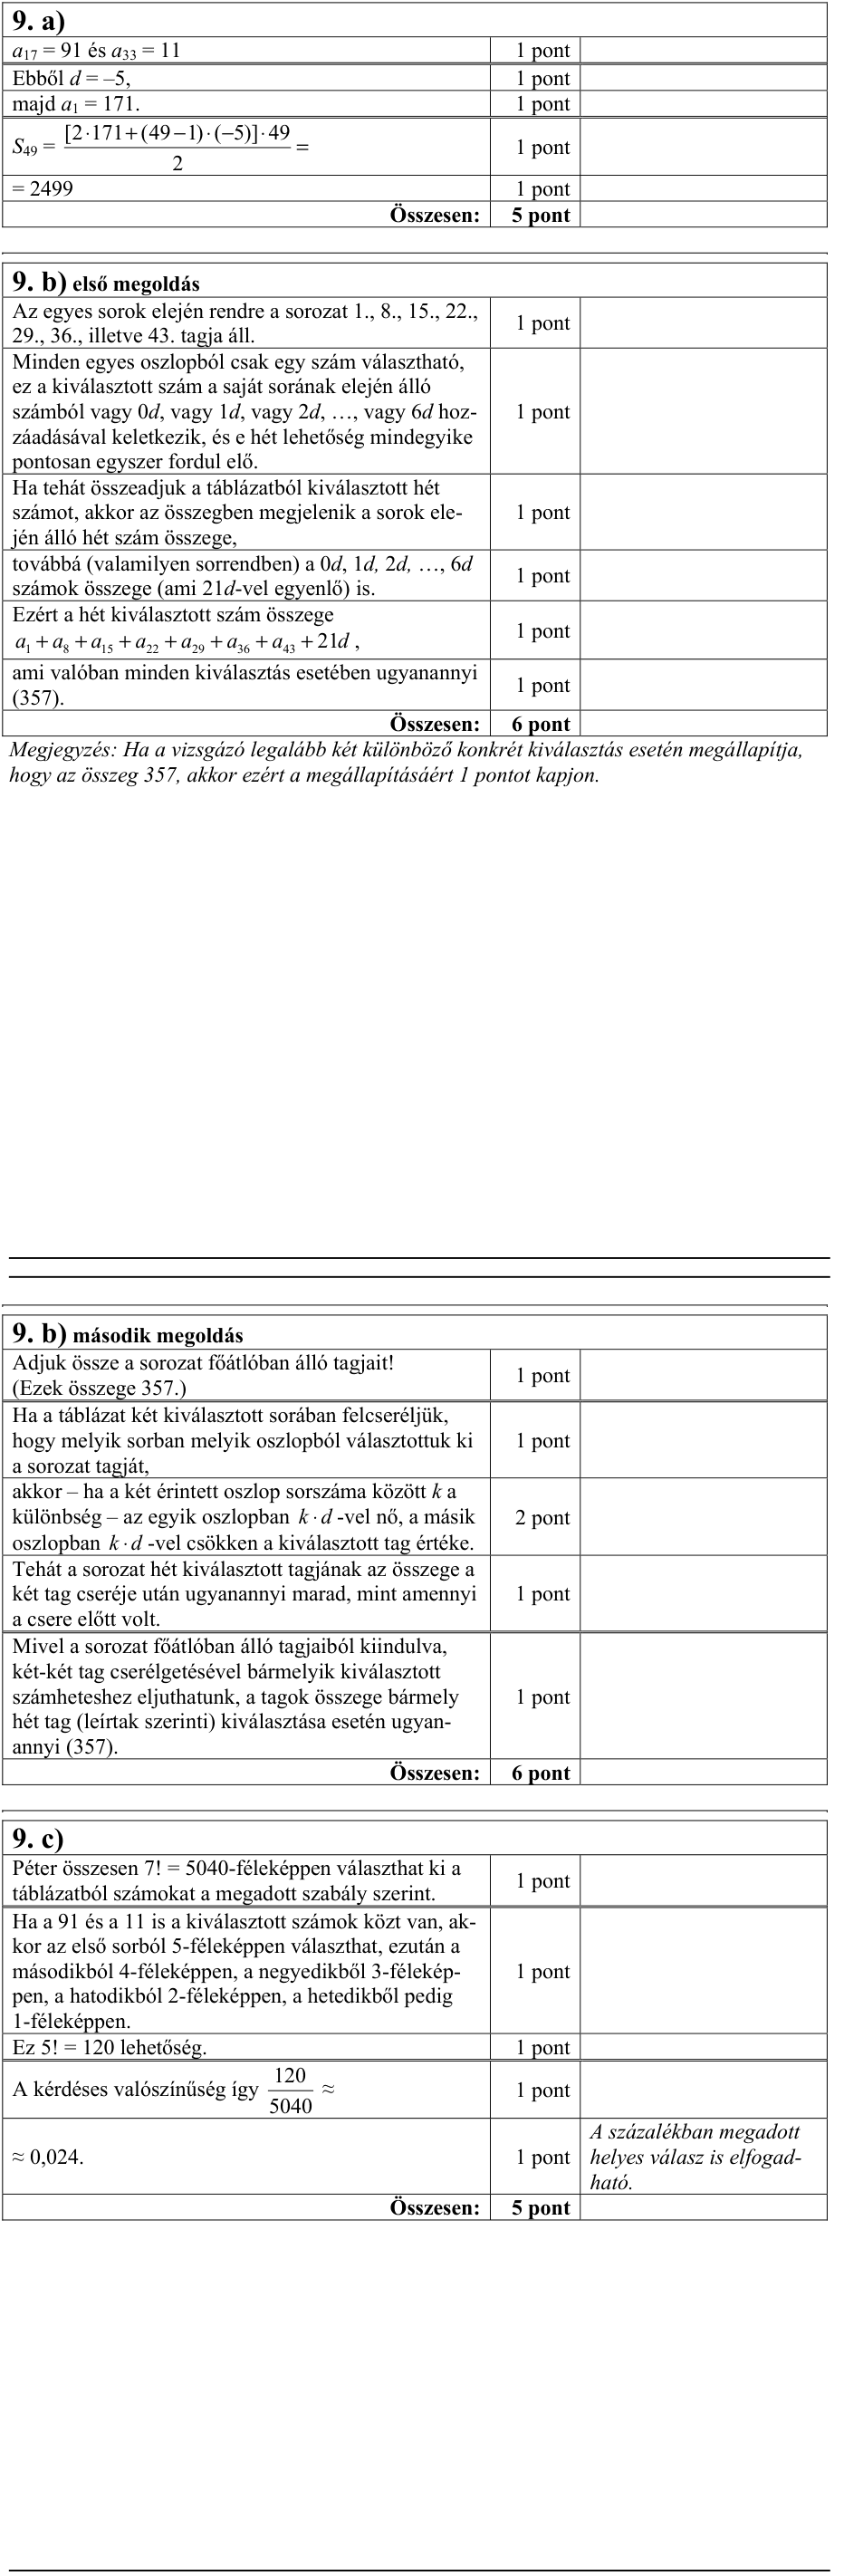 9. a)
a17 = 91 és a33 = 11 1 pont
Ebből d = –5, 1 pont
majd a1 = 171. 1 pont
S49 = [2·171+(49−1)·(−5)]·49 / 2 = 1 pont
= 2499 1 pont
Összesen: 5 pont
9. b) első megoldás
Az egyes sorok elején rendre a sorozat 1., 8., 15., 22.,
29., 36., illetve 43. tagja áll. 1 pont
Minden egyes oszlopból csak egy szám választható,
ez a kiválasztott szám a saját sorának elején álló
számból vagy 0d, vagy 1d, vagy 2d, …, vagy 6d hoz- 1 pont
záadásával keletkezik, és e hét lehetőség mindegyike
pontosan egyszer fordul elő.
Ha tehát összeadjuk a táblázatból kiválasztott hét
számot, akkor az összegben megjelenik a sorok ele- 1 pont
jén álló hét szám összege,
továbbá (valamilyen sorrendben) a 0d, 1d, 2d, …, 6d
számok összege (ami 21d-vel egyenlő) is. 1 pont
Ezért a hét kiválasztott szám összege
a1 + a8 + a15 + a22 + a29 + a36 + a43 + 21d , 1 pont
ami valóban minden kiválasztás esetében ugyanannyi
(357). 1 pont
Összesen: 6 pont
Megjegyzés: Ha a vizsgázó legalább két különböző konkrét kiválasztás esetén megállapítja,
hogy az összeg 357, akkor ezért a megállapításáért 1 pontot kapjon.
9. b) második megoldás
Adjuk össze a sorozat főátlóban álló tagjait!
(Ezek összege 357.) 1 pont
Ha a táblázat két kiválasztott sorában felcseréljük,
hogy melyik sorban melyik oszlopból választottuk ki 1 pont
a sorozat tagját,
akkor – ha a két érintett oszlop sorszáma között k a
különbség – az egyik oszlopban k · d -vel nő, a másik 2 pont
oszlopban k · d -vel csökken a kiválasztott tag értéke.
Tehát a sorozat hét kiválasztott tagjának az összege a
két tag cseréje után ugyanannyi marad, mint amennyi 1 pont
a csere előtt volt.
Mivel a sorozat főátlóban álló tagjaiból kiindulva,
két-két tag cserélgetésével bármelyik kiválasztott
számheteshez eljuthatunk, a tagok összege bármely 1 pont
hét tag (leírtak szerinti) kiválasztása esetén ugyan-
annyi (357).
Összesen: 6 pont
9. c)
Péter összesen 7! = 5040-féleképpen választhat ki a
táblázatból számokat a megadott szabály szerint. 1 pont
Ha a 91 és a 11 is a kiválasztott számok közt van, ak-
kor az első sorból 5-féleképpen választhat, ezután a
másodikból 4-féleképpen, a negyedikből 3-félekép- 1 pont
pen, a hatodikból 2-féleképpen, a hetedikből pedig
1-féleképpen.
Ez 5! = 120 lehetőség. 1 pont
A kérdéses valószínűség így 120 / 5040 ≈ 1 pont
≈ 0,024. 1 pont
A százalékban megadott
helyes válasz is elfogad-
ható.
Összesen: 5 pont